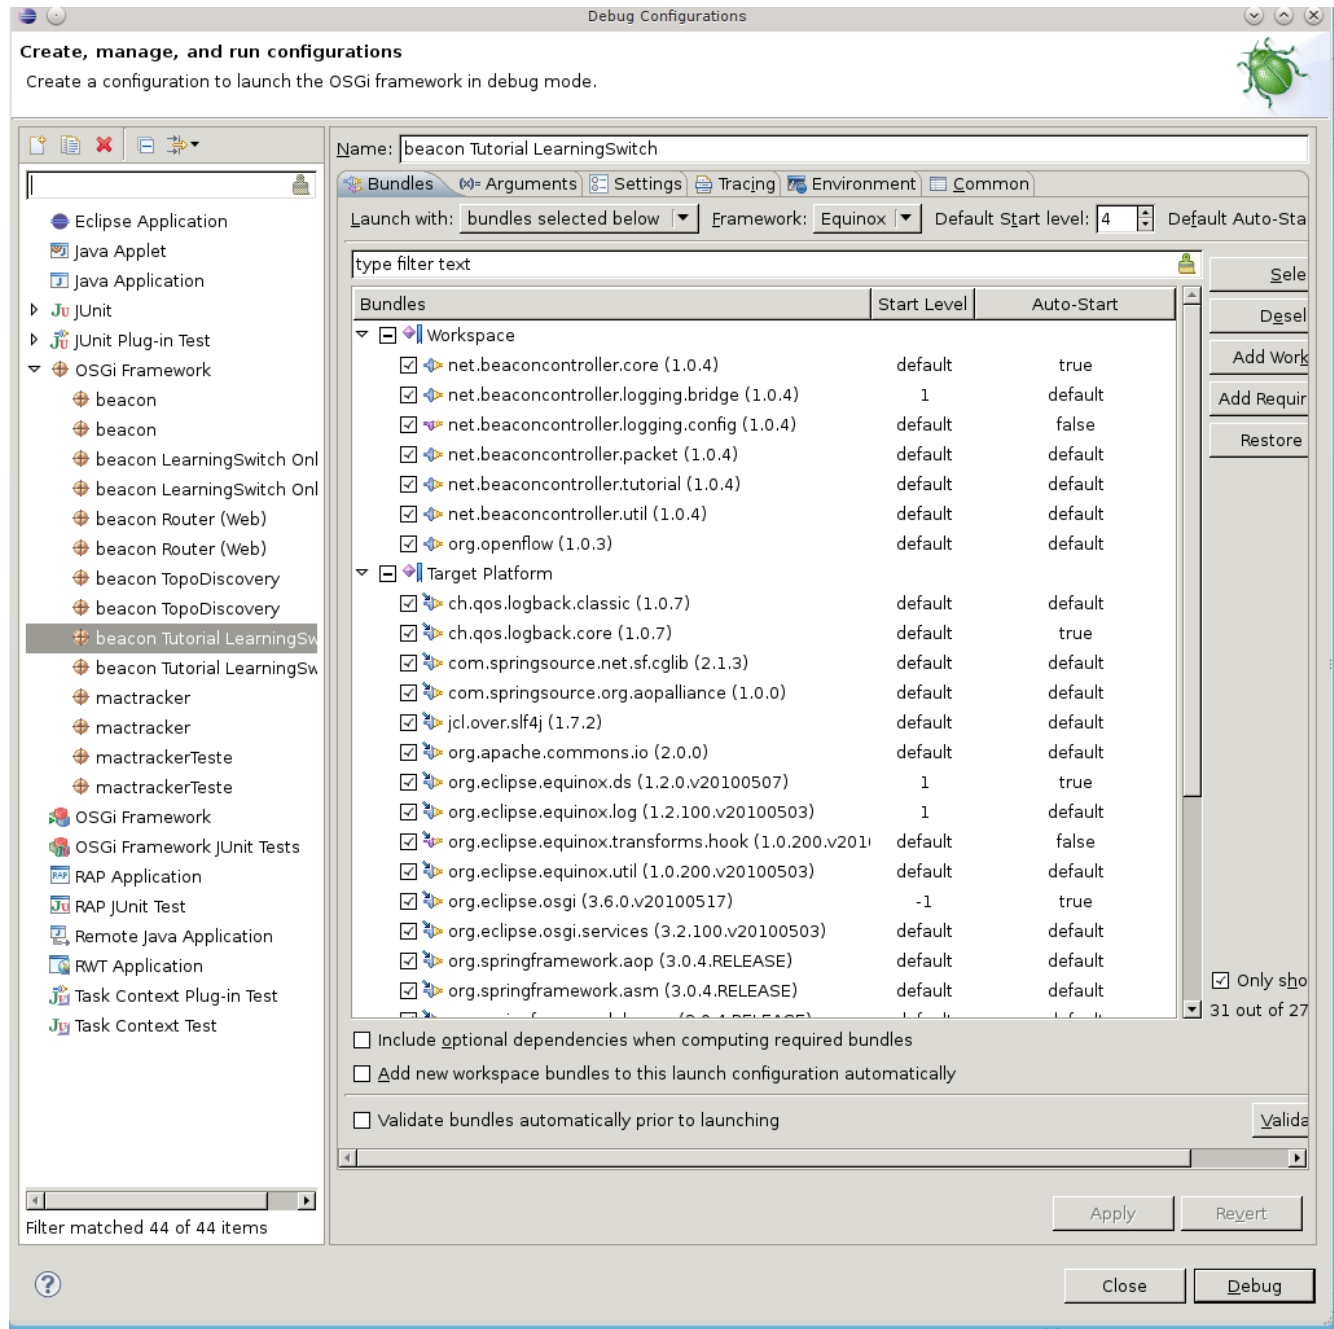 Debug Configurations
Create, manage, and run configurations
Create a configuration to launch the OSGi framework in debug mode.
Eclipse Application
Java Applet
Java Application
Ju JUnit
JUnit Plug-in Test
OSGi Framework
beacon
beacon
beacon LearningSwitch Onl
beacon LearningSwitch Onl
beacon Router (Web)
beacon Router (Web)
beacon TopoDiscovery
beacon TopoDiscovery
beacon Tutorial LearningSw
beacon Tutorial LearningSw
mactracker
mactracker
mactrackerTeste
mactrackerTeste
OSGi Framework
OSGi Framework JUnit Tests
RAP Application
RAP JUnit Test
Remote Java Application
RWT Application
Task Context Plug-in Test
Task Context Test
Filter matched 44 of 44 items
Name: beacon Tutorial LearningSwitch
Bundles (x)= Arguments Settings Tracing Environment Common
Launch with: bundles selected below Framework: Equinox Default Start level: 4 Default Auto-Sta
type filter text
Bundles Start Level Auto-Start
Workspace
net.beaconcontroller.core (1.0.4) default true
net.beaconcontroller.logging.bridge (1.0.4) 1 default
net.beaconcontroller.logging.config (1.0.4) default false
net.beaconcontroller.packet (1.0.4) default default
net.beaconcontroller.tutorial (1.0.4) default default
net.beaconcontroller.util (1.0.4) default default
org.openflow (1.0.3) default default
Target Platform
ch.qos.logback.classic (1.0.7) default default
ch.qos.logback.core (1.0.7) default true
com.springsource.net.sf.cglib (2.1.3) default default
com.springsource.org.aopalliance (1.0.0) default default
jcl.over.slf4j (1.7.2) default default
org.apache.commons.io (2.0.0) default default
org.eclipse.equinox.ds (1.2.0.v20100507) 1 true
org.eclipse.equinox.log (1.2.100.v20100503) 1 default
org.eclipse.equinox.transforms.hook (1.0.200.v201 default false
org.eclipse.equinox.util (1.0.200.v20100503) default default
org.eclipse.osgi (3.6.0.v20100517) -1 true
org.eclipse.osgi.services (3.2.100.v20100503) default default
org.springframework.aop (3.0.4.RELEASE) default default
org.springframework.asm (3.0.4.RELEASE) default default
Sele
Desel
Add Work
Add Requir
Restore
Only sho
31 out of 27
Include optional dependencies when computing required bundles
Add new workspace bundles to this launch configuration automatically
Validate bundles automatically prior to launching
Valida
Apply Revert
Close Debug